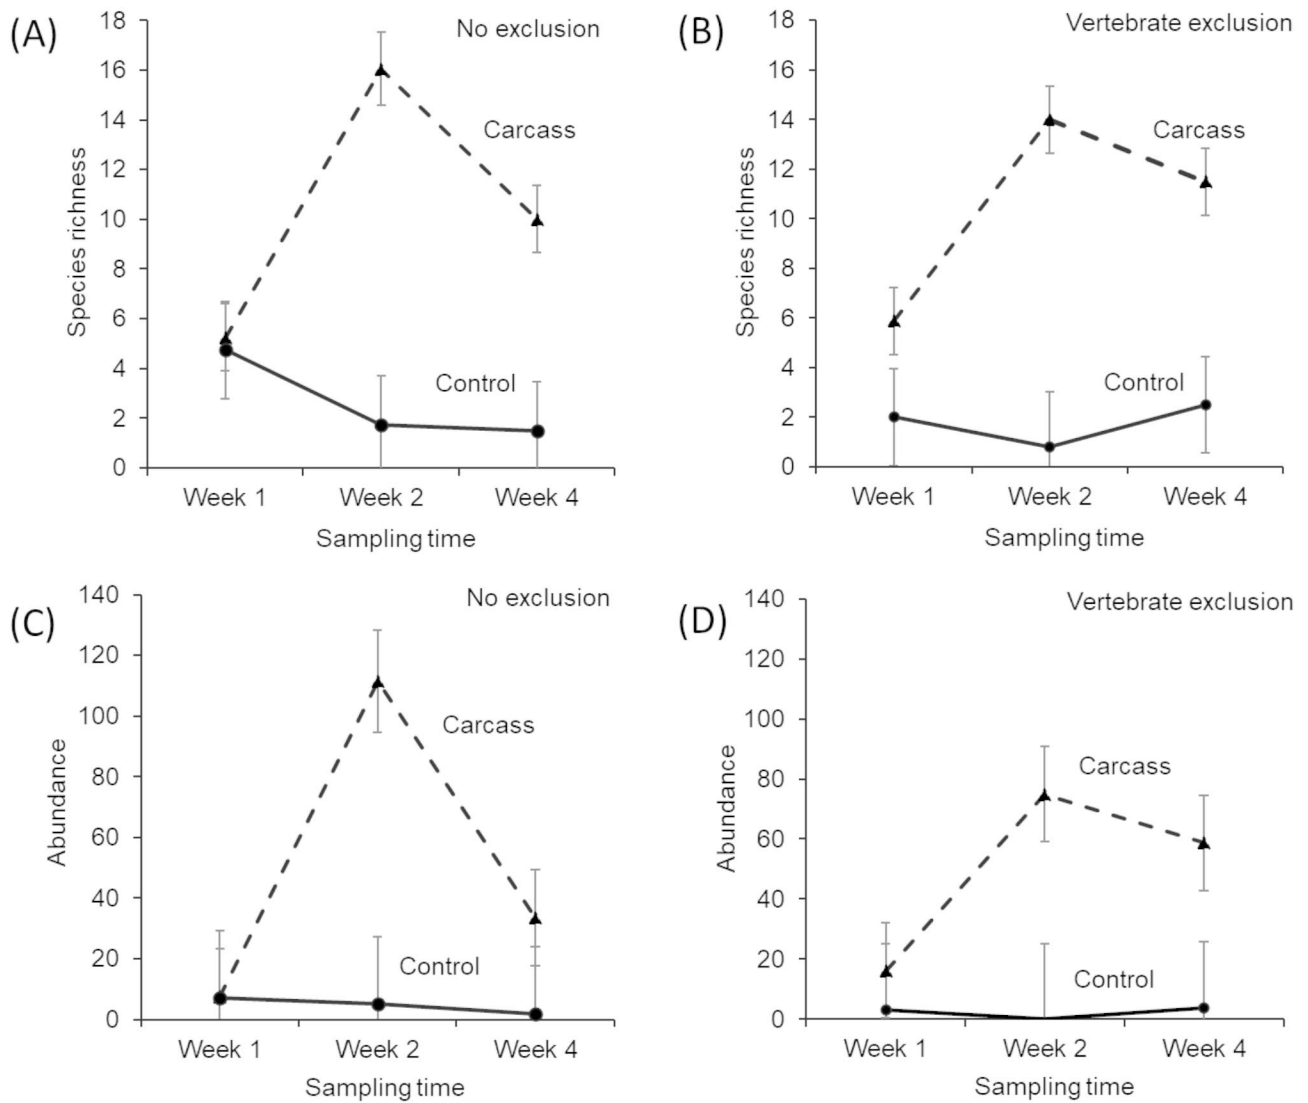 (A)
No exclusion
18
16
14
12
10
8
6
4
2
0
Species richness
Carcass
Control
Week 1
Week 2
Week 4
Sampling time
(B)
Vertebrate exclusion
18
16
14
12
10
8
6
4
2
0
Species richness
Carcass
Control
Week 1
Week 2
Week 4
Sampling time
(C)
No exclusion
140
120
100
80
60
40
20
0
Abundance
Carcass
Control
Week 1
Week 2
Week 4
Sampling time
(D)
Vertebrate exclusion
140
120
100
80
60
40
20
0
Abundance
Carcass
Control
Week 1
Week 2
Week 4
Sampling time